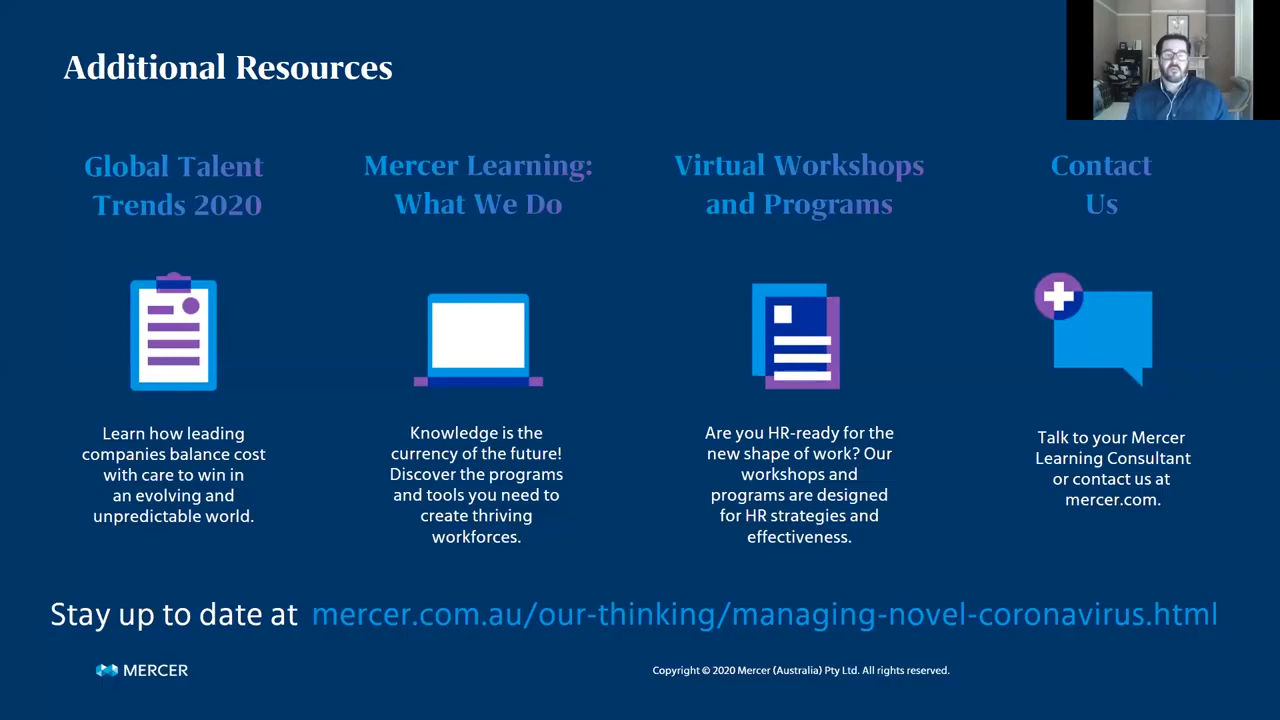 Additional Resources
Global Talent
Trends 2020
Learn how leading
companies balance cost
with care to win in
an evolving and
unpredictable world.
Mercer Learning:
What We Do
Knowledge is the
currency of the future!
Discover the programs
and tools you need to
create thriving
workforces.
Virtual Workshops
and Programs
Are you HR-ready for the
new shape of work? Our
workshops and
programs are designed
for HR strategies and
effectiveness.
Contact
Us
Talk to your Mercer
Learning Consultant
or contact us at
mercer.com.
Stay up to date at mercer.com.au/our-thinking/managing-novel-coronavirus.html
MERCER
Copyright © 2020 Mercer (Australia) Pty Ltd. All rights reserved.